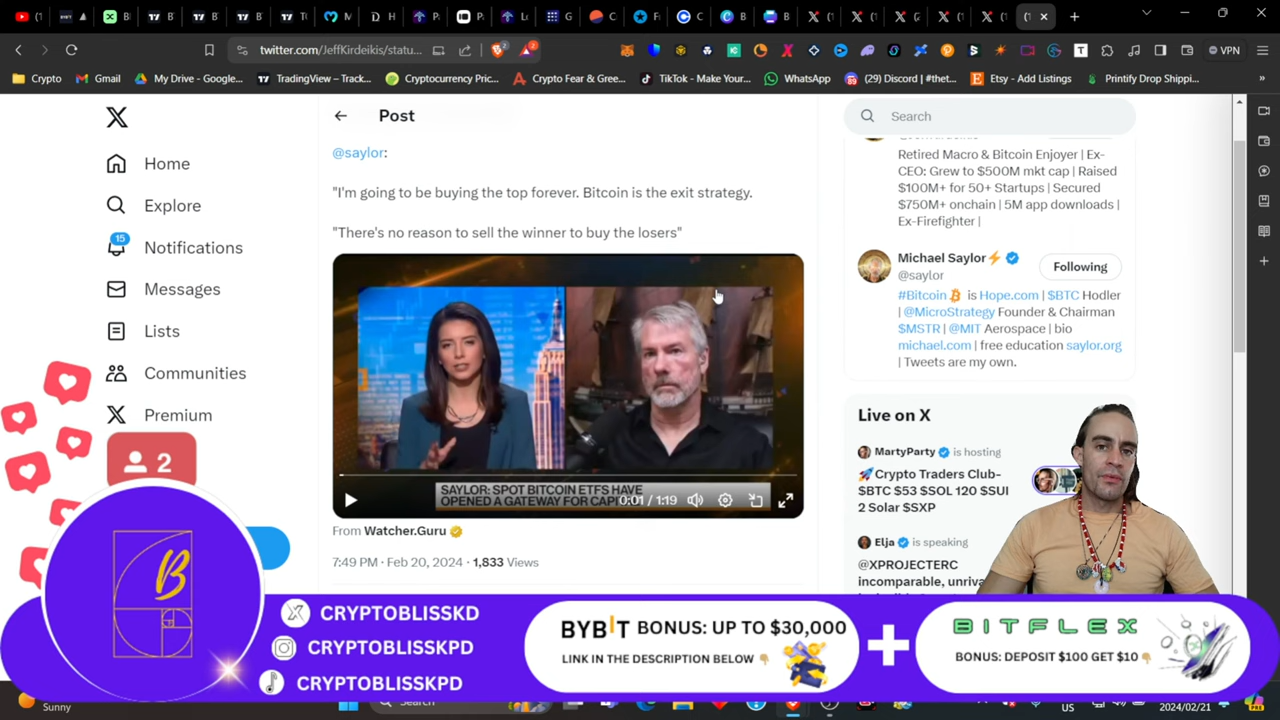 twitter.com/JeffKirdeikis/statu...
VPN
Crypto
Gmail
My Drive - Google...
TradingView – Track...
Cryptocurrency Pric...
Crypto Fear & Gree...
TikTok - Make Your...
WhatsApp
(29) Discord | #thet...
Etsy - Add Listings
Printify Drop Shippi...
Home
Explore
15
Notifications
Messages
Lists
Communities
Premium
2
Post
@saylor:
"I'm going to be buying the top forever. Bitcoin is the exit strategy.
"There's no reason to sell the winner to buy the losers"
SAYLOR: SPOT BITCOIN ETFS HAVE
OPENED A GATEWAY FOR
0:01 / 1:19
From Watcher.Guru
7:49 PM · Feb 20, 2024 · 1,833 Views
Search
Retired Macro & Bitcoin Enjoyer | Ex-
CEO: Grew to $500M mkt cap | Raised
$100M+ for 50+ Startups | Secured
$750M+ onchain | 5M app downloads |
Ex-Firefighter |
Michael Saylor⚡
@saylor
Following
#Bitcoin is Hope.com | $BTC Hodler
| @MicroStrategy Founder & Chairman
$MSTR | @MIT Aerospace | bio
michael.com | free education saylor.org
| Tweets are my own.
Live on X
MartyParty is hosting
🚀Crypto Traders Club-
$BTC $53 $SOL 120 $SUI
2 Solar $SXP
Elja is speaking
@XPROJECTERC
B
CRYPTOBLISSKD
CRYPTOBLISSKPD
CRYPTOBLISSKPD
BYBIT BONUS: UP TO $30,000
LINK IN THE DESCRIPTION BELOW 👇🏼
+
BITFLEX
BONUS: DEPOSIT $100 GET $10 👇🏼
Sunny
Search
US
2024/02/21